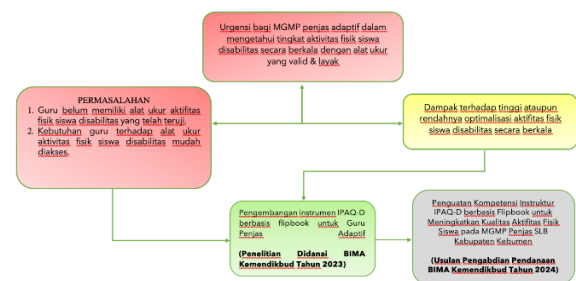 Urgensi bagi MGMP penjas adaptif dalam
mengetahui tingkat aktivitas fisik siswa
disabilitas secara berkala dengan alat ukur
yang valid & layak
PERMASALAHAN
1. Guru belum memiliki alat ukur aktifitas
fisik siswa disabilitas yang telah teruji.
2. Kebutuhan guru terhadap alat ukur
aktivitas fisik siswa disabilitas mudah
diakses.
Dampak terhadap tinggi ataupun
rendahnya optimalisasi aktifitas fisik
siswa disabilitas secara berkala
Pengembangan instrumen IPAQ-D
berbasis flipbook untuk Guru
Penjas Adaptif
(Penelitian Didanai BIMA
Kemendikbud Tahun 2023)
Penguatan Kompetensi Instruktur
IPAQ-D berbasis Flipbook untuk
Meningkatkan Kualitas Aktifitas Fisik
Siswa pada MGMP Penjas SLB
Kabupaten Kebumen
(Usulan Pengabdian Pendanaan
BIMA Kemendikbud Tahun 2024)